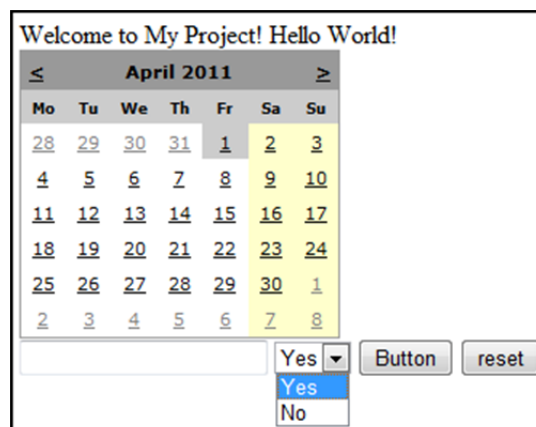 Welcome to My Project! Hello World!
< April 2011 >
Mo Tu We Th Fr Sa Su
28 29 30 31 1 2 3
4 5 6 7 8 9 10
11 12 13 14 15 16 17
18 19 20 21 22 23 24
25 26 27 28 29 30 1
2 3 4 5 6 7 8
Yes Button reset
Yes
No